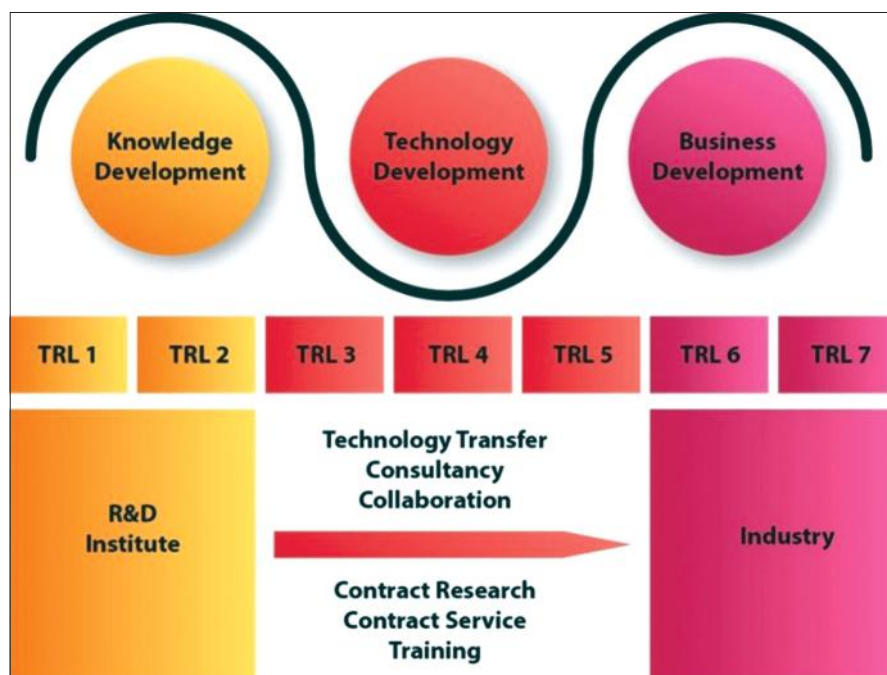 Knowledge
Development
Technology
Development
Business
Development
TRL 1
TRL 2
TRL 3
TRL 4
TRL 5
TRL 6
TRL 7
R&D
Institute
Technology Transfer
Consultancy
Collaboration
Contract Research
Contract Service
Training
Industry